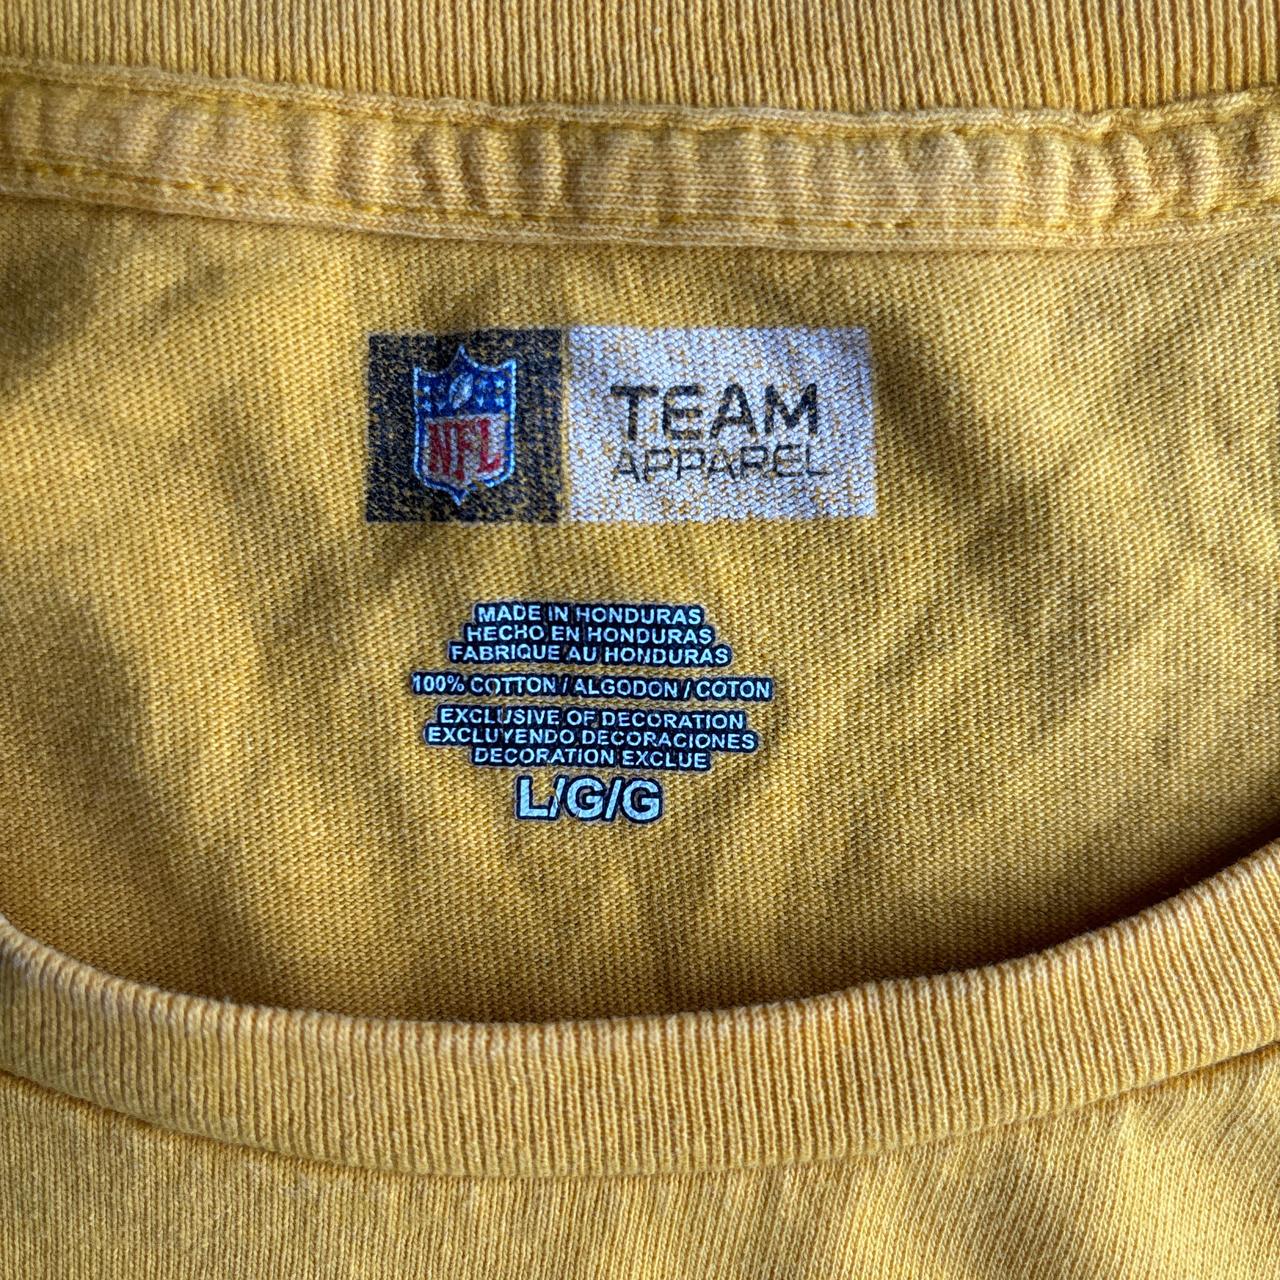 NFL
TEAM
APPAREL
MADE IN HONDURAS
HECHO EN HONDURAS
FABRIQUE AU HONDURAS
100% COTTON / ALGODON / COTON
EXCLUSIVE OF DECORATION
EXCLUYENDO DECORACIONES
DECORATION EXCLUE
L/G/G